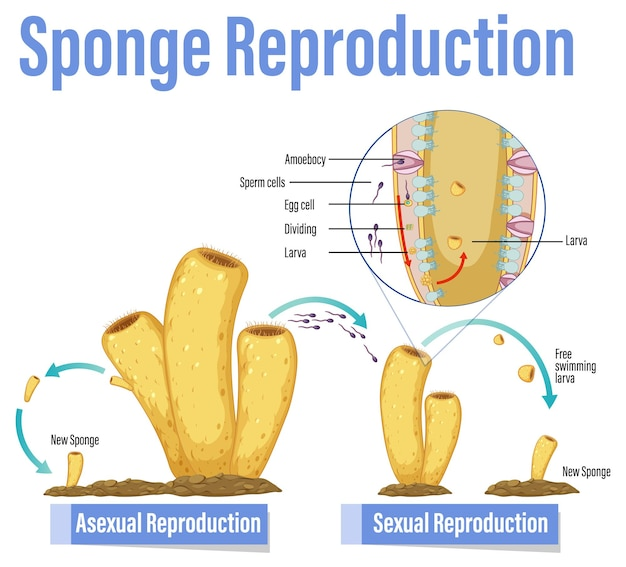 Sponge Reproduction
Amoebocy
Sperm cells
Egg cell
Dividing
Larva
Larva
Free
swimming
larva
New Sponge
New Sponge
Asexual Reproduction
Sexual Reproduction